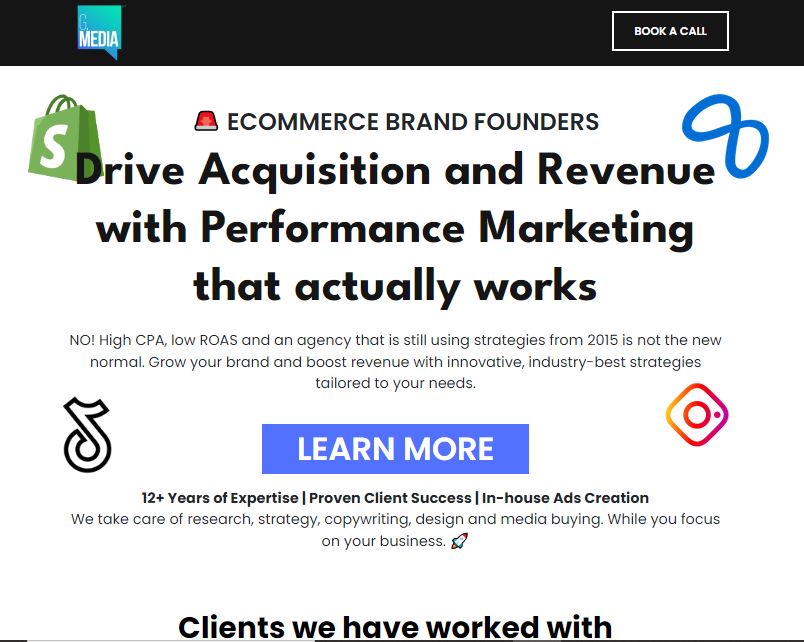 G.
MEDIA
BOOK A CALL
S
🚨 ECOMMERCE BRAND FOUNDERS
Drive Acquisition and Revenue
with Performance Marketing
that actually works
NO! High CPA, low ROAS and an agency that is still using strategies from 2015 is not the new
normal. Grow your brand and boost revenue with innovative, industry-best strategies
tailored to your needs.
LEARN MORE
12+ Years of Expertise | Proven Client Success | In-house Ads Creation
We take care of research, strategy, copywriting, design and media buying. While you focus
on your business. 🚀
Clients we have worked with